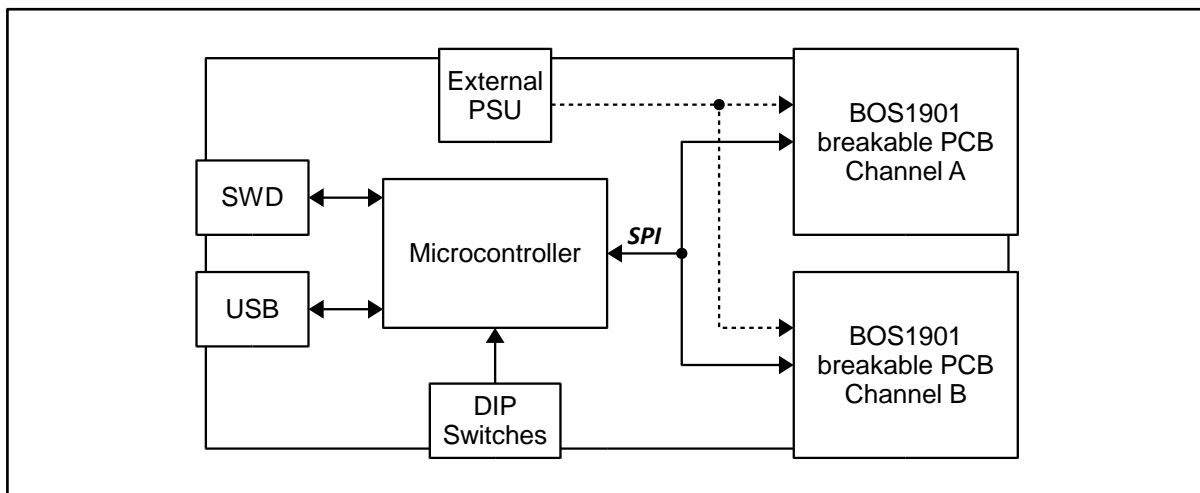 External
PSU
BOS1901
breakable PCB
Channel A
SWD
Microcontroller
SPI
USB
BOS1901
breakable PCB
Channel B
DIP
Switches